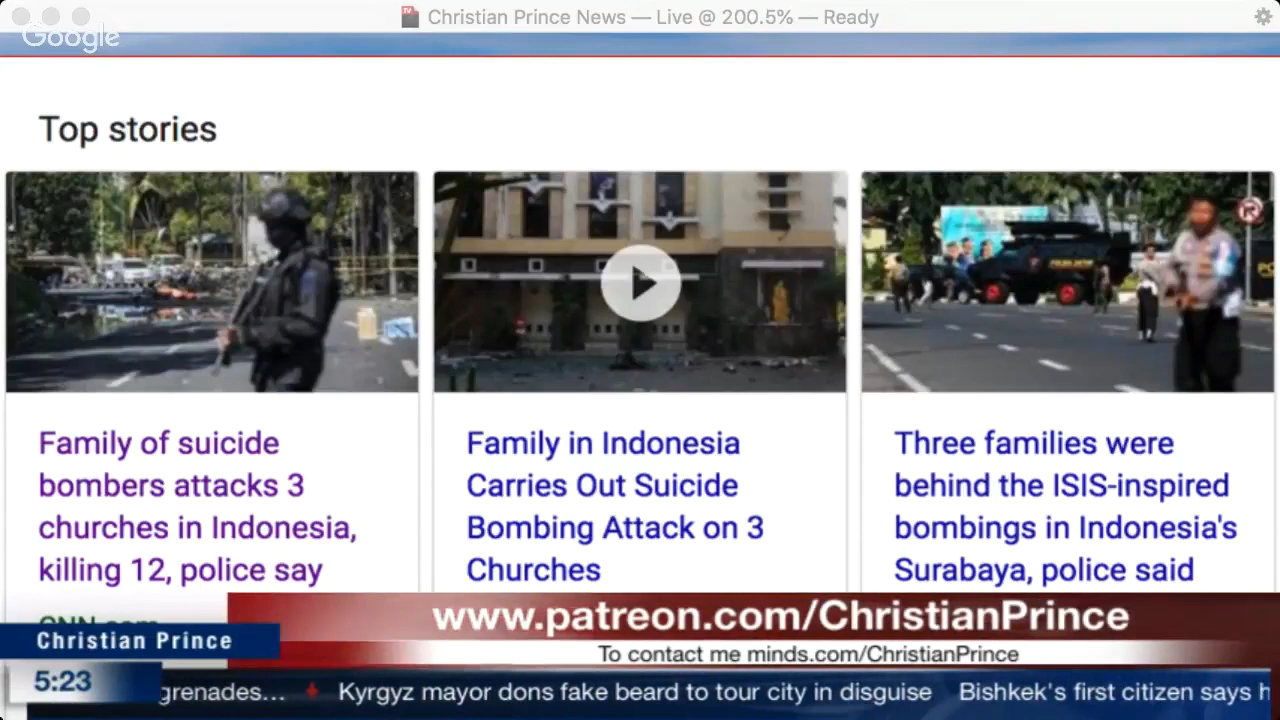 Christian Prince News — Live @ 200.5% — Ready
Google
Top stories
Family of suicide
bombers attacks 3
churches in Indonesia,
killing 12, police say
Family in Indonesia
Carries Out Suicide
Bombing Attack on 3
Churches
Three families were
behind the ISIS-inspired
bombings in Indonesia's
Surabaya, police said
www.patreon.com/ChristianPrince
CNN.com
Christian Prince
To contact me minds.com/ChristianPrince
5:23
grenades... Kyrgyz mayor dons fake beard to tour city in disguise Bishkek's first citizen says h